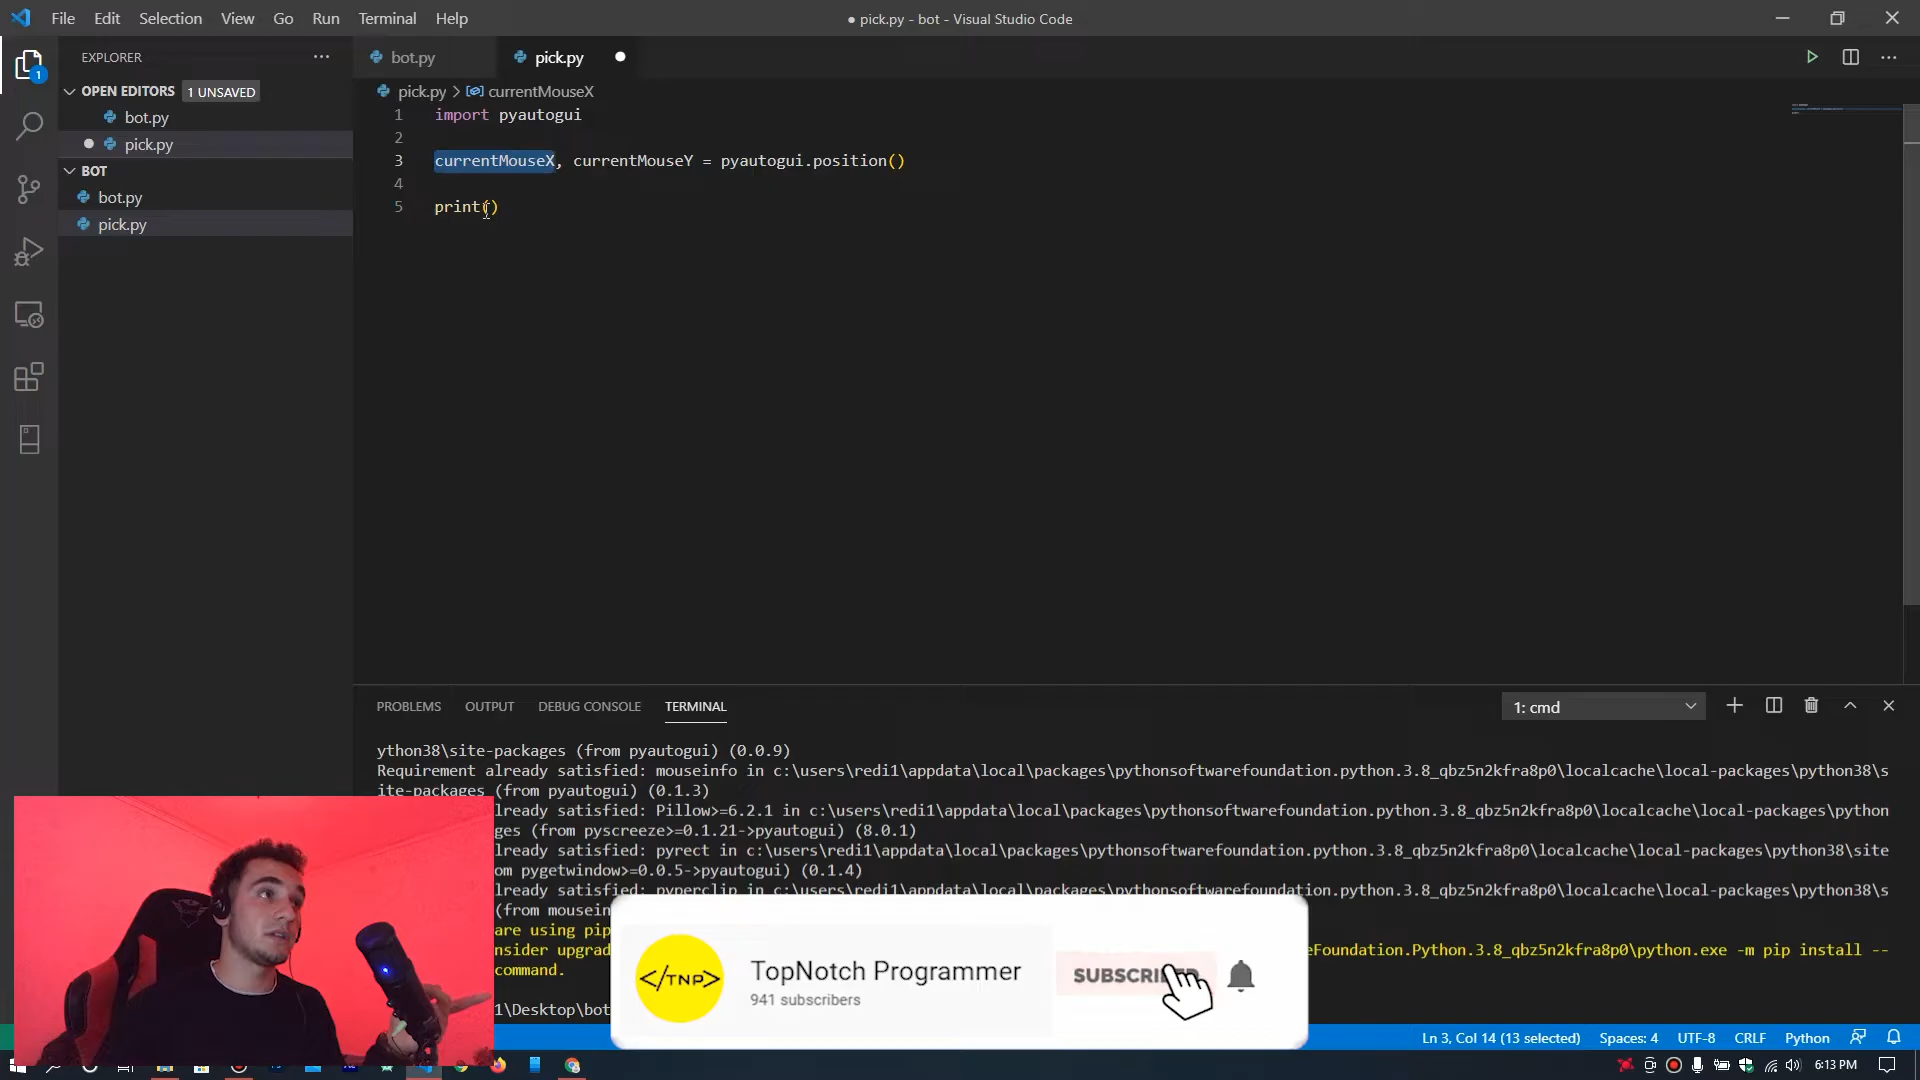 File Edit Selection View Go Run Terminal Help
● pick.py - bot - Visual Studio Code
EXPLORER
bot.py
pick.py
OPEN EDITORS 1 UNSAVED
bot.py
pick.py
BOT
bot.py
pick.py
1
pick.py > currentMouseX
1 import pyautogui
2
3 currentMouseX, currentMouseY = pyautogui.position()
4
5 print()
PROBLEMS OUTPUT DEBUG CONSOLE TERMINAL
1: cmd
ython38\site-packages (from pyautogui) (0.0.9)
Requirement already satisfied: mouseinfo in c:\users\redi1\appdata\local\packages\pythonsoftwarefoundation.python.3.8_qbz5n2kfra8p0\localcache\local-packages\python38\s
ite-packages (from pyautogui) (0.1.3)
lready satisfied: Pillow>=6.2.1 in c:\users\redi1\appdata\local\packages\pythonsoftwarefoundation.python.3.8_qbz5n2kfra8p0\localcache\local-packages\python
ges (from pyscreeze>=0.1.21->pyautogui) (8.0.1)
lready satisfied: pyrect in c:\users\redi1\appdata\local\packages\pythonsoftwarefoundation.python.3.8_qbz5n2kfra8p0\localcache\local-packages\python38\site
om pygetwindow>=0.0.5->pyautogui) (0.1.4)
lready satisfied: pyperclip in c:\users\redi1\appdata\local\packages\pythonsoftwarefoundation.python.3.8_qbz5n2kfra8p0\localcache\local-packages\python38\s
(from mousein
are using pip
nsider upgrad eFoundation.Python.3.8_qbz5n2kfra8p0\python.exe -m pip install --
command.
1\Desktop\bot
</TNP>
TopNotch Programmer
941 subscribers
SUBSCRIBED
Ln 3, Col 14 (13 selected) Spaces: 4 UTF-8 CRLF Python
6:13 PM